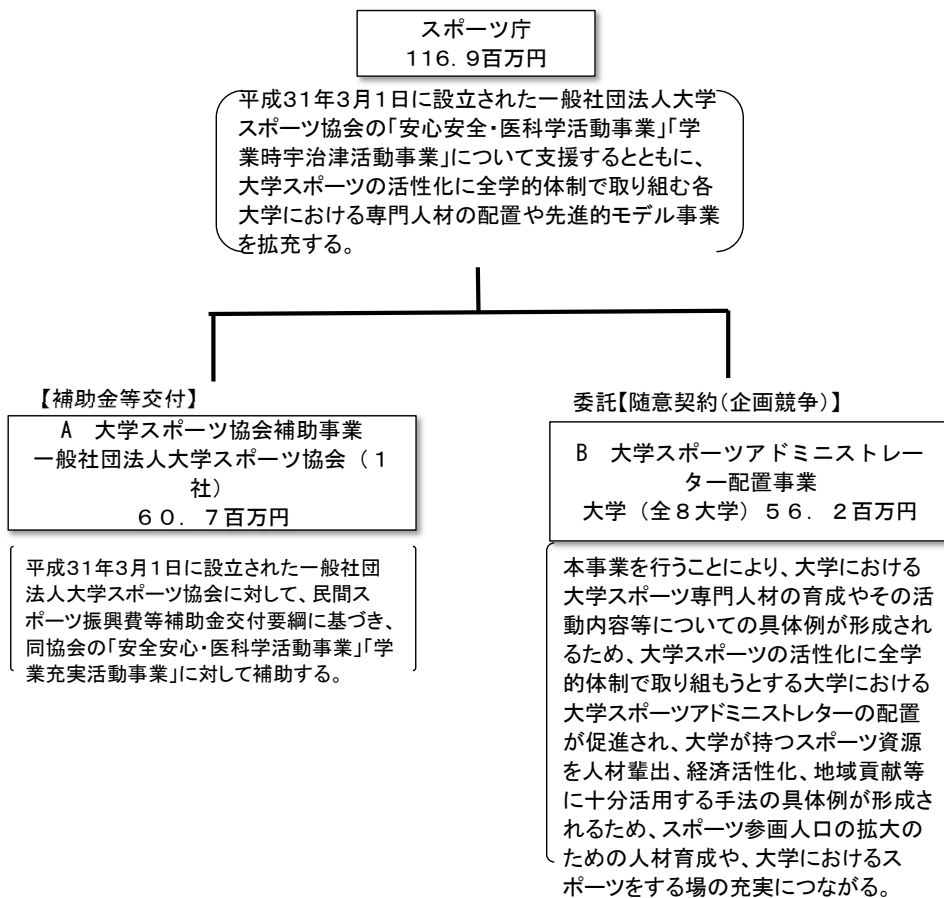 スポーツ庁
116.9百万円
平成31年3月1日に設立された一般社団法人大学
スポーツ協会の「安心安全・医科学活動事業」「学
業時宇治津活動事業」について支援するとともに、
大学スポーツの活性化に全学的体制で取り組む各
大学における専門人材の配置や先進的モデル事業
を拡充する。
【補助金等交付】
A 大学スポーツ協会補助事業
一般社団法人大学スポーツ協会（１
社）
６０．７百万円
平成31年3月1日に設立された一般社団
法人大学スポーツ協会に対して、民間ス
ポーツ振興費等補助金交付要綱に基づき、
同協会の「安全安心・医科学活動事業」「学
業充実活動事業」に対して補助する。
委託【随意契約（企画競争）】
B 大学スポーツアドミニストレー
ター配置事業
大学（全８大学）５６．２百万円
本事業を行うことにより、大学における
大学スポーツ専門人材の育成やその活
動内容等についての具体例が形成され
るため、大学スポーツの活性化に全学
的体制で取り組もうとする大学における
大学スポーツアドミニストレターの配置
が促進され、大学が持つスポーツ資源
を人材輩出、経済活性化、地域貢献等
に十分活用する手法の具体例が形成さ
れるため、スポーツ参画人口の拡大の
ための人材育成や、大学におけるス
ポーツをする場の充実につながる。